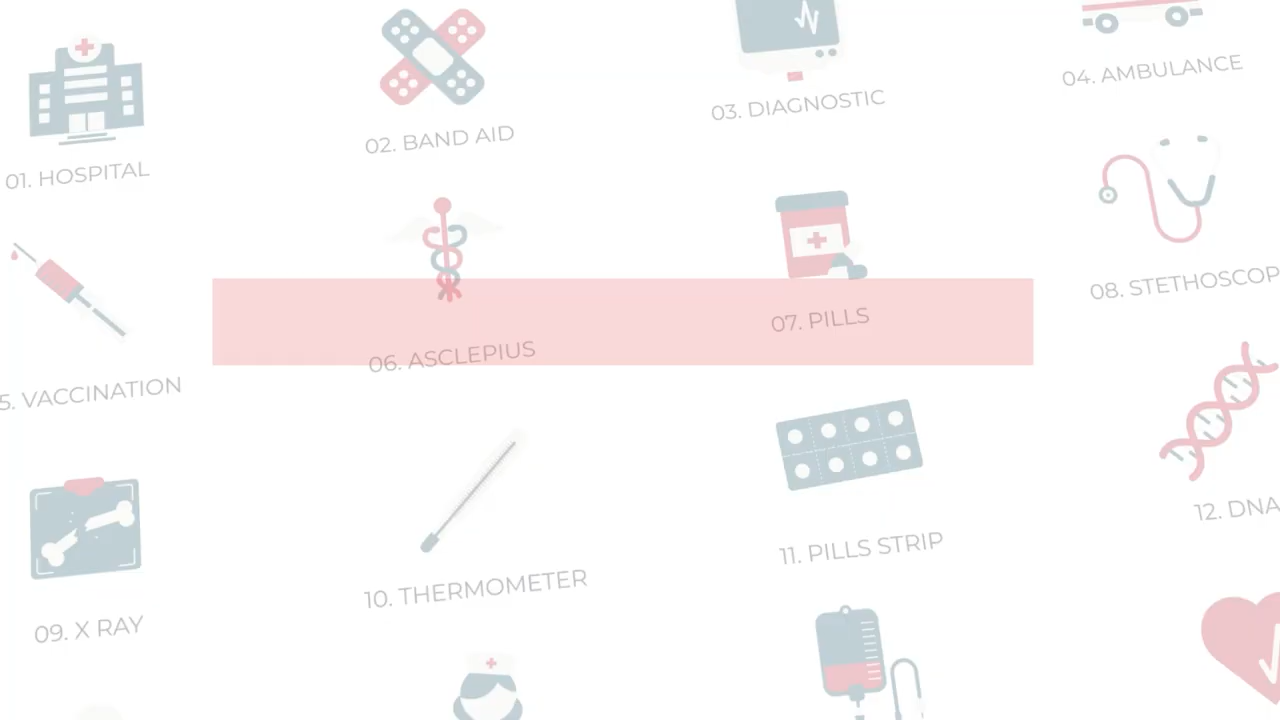 01. HOSPITAL
02. BAND AID
03. DIAGNOSTIC
04. AMBULANCE
5. VACCINATION
06. ASCLEPIUS
07. PILLS
08. STETHOSCOP
09. X RAY
10. THERMOMETER
11. PILLS STRIP
12. DNA